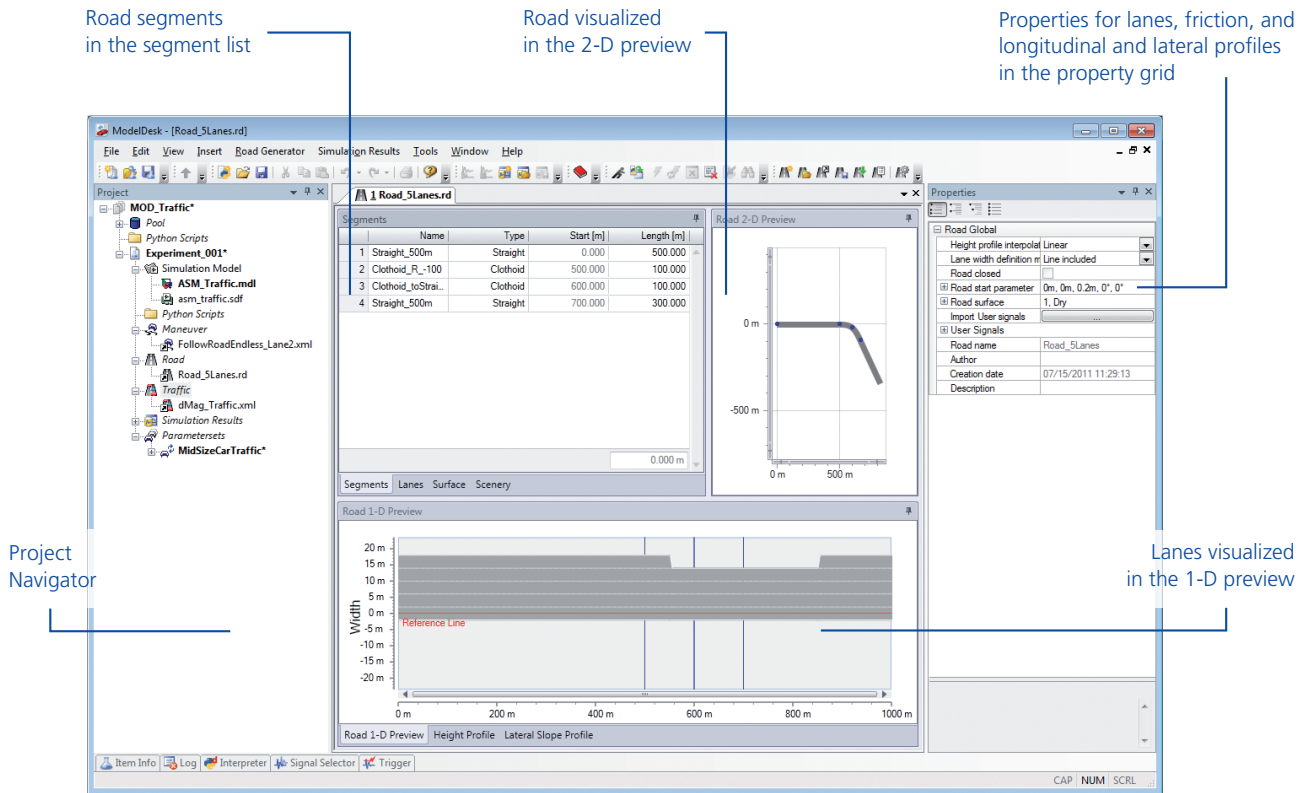 Road segments
in the segment list
Road visualized
in the 2-D preview
Properties for lanes, friction, and
longitudinal and lateral profiles
in the property grid
ModelDesk - [Road_5Lanes.rd]
File Edit View Insert Road Generator Simulation Results Tools Window Help
Project
MOD_Traffic*
Pool
Python Scripts
Experiment_001*
Simulation Model
ASM_Traffic.mdl
asm_traffic.sdf
Python Scripts
Maneuver
FollowRoadEndless_Lane2.xml
Road
Road_5Lanes.rd
Traffic
dMag_Traffic.xml
Simulation Results
Parametersets
MidSizeCarTraffic*
1 Road_5Lanes.rd
Segments
Name Type Start [m] Length [m]
1 Straight_500m Straight 0.000 500.000
2 Clothoid_R_-100 Clothoid 500.000 100.000
3 Clothoid_toStrai.. Clothoid 600.000 100.000
4 Straight_500m Straight 700.000 300.000
0.000 m
Segments Lanes Surface Scenery
Road 2-D Preview
0 m
-500 m
0 m 500 m
Properties
Road Global
Height profile interpolat Linear
Lane width definition m Line included
Road closed
Road start parameter 0m, 0m, 0.2m, 0°, 0°
Road surface 1, Dry
Import User signals ...
User Signals
Road name Road_5Lanes
Author
Creation date 07/15/2011 11:29:13
Description
Road 1-D Preview
Width
20 m
15 m
10 m
5 m
0 m
-5 m
-10 m
-15 m
-20 m
Reference Line
0 m 200 m 400 m 600 m 800 m 1000 m
Road 1-D Preview Height Profile Lateral Slope Profile
Project
Navigator
Lanes visualized
in the 1-D preview
Item Info Log Interpreter Signal Selector Trigger
CAP NUM SCRL